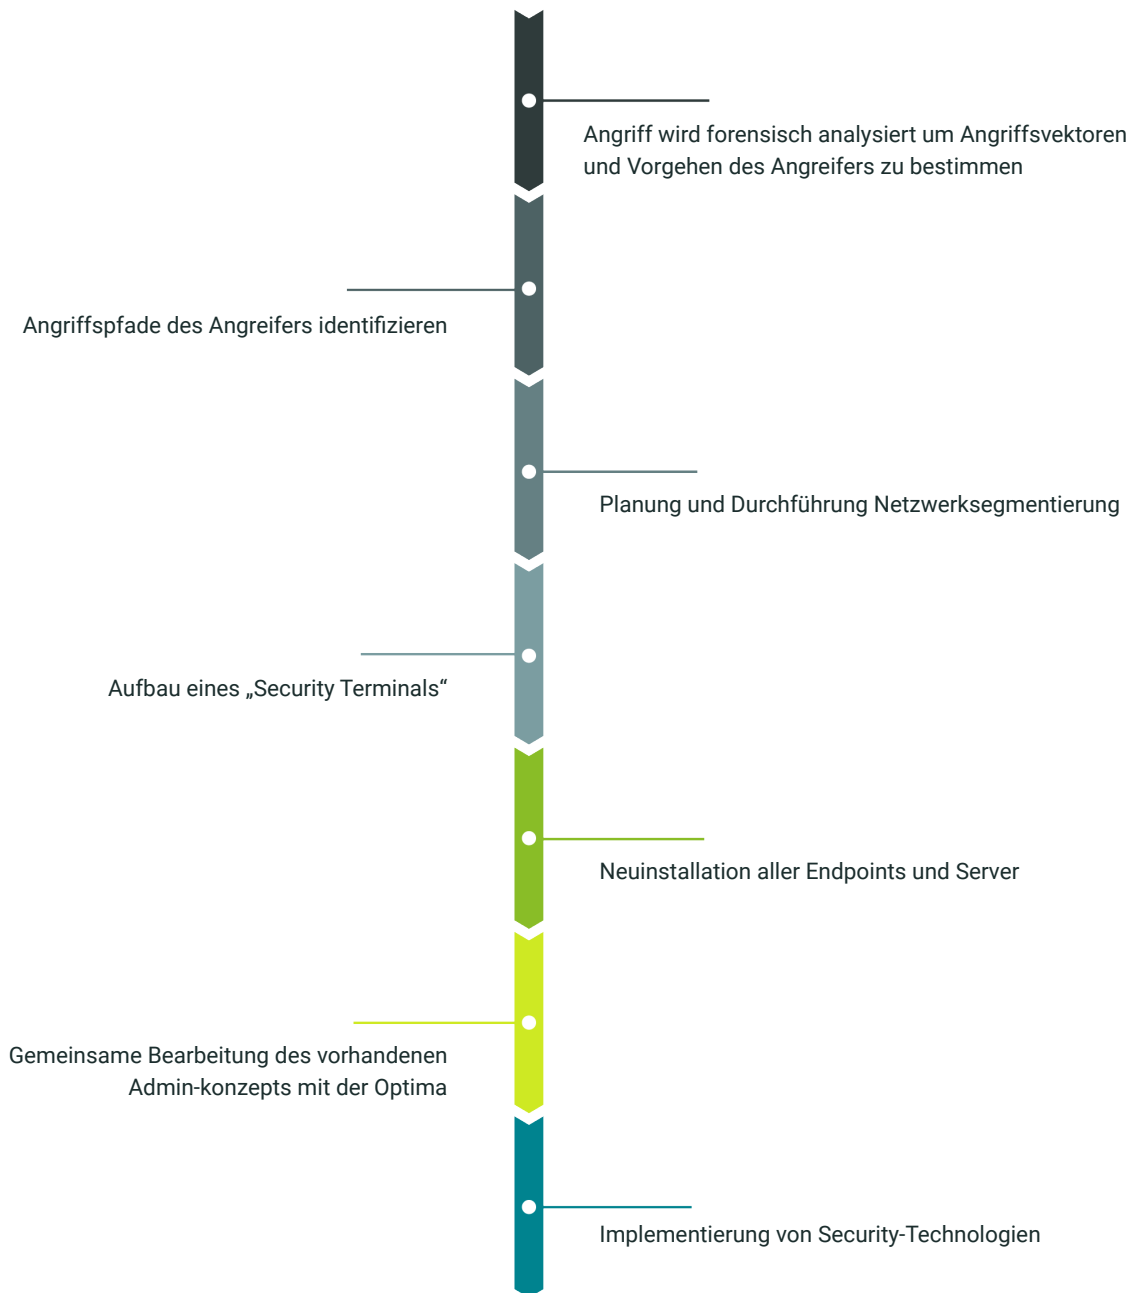 Angriff wird forensisch analysiert um Angriffsvektoren
und Vorgehen des Angreifers zu bestimmen
Angriffspfade des Angreifers identifizieren
Planung und Durchführung Netzwerksegmentierung
Aufbau eines „Security Terminals“
Neuinstallation aller Endpoints und Server
Gemeinsame Bearbeitung des vorhandenen
Admin-konzepts mit der Optima
Implementierung von Security-Technologien